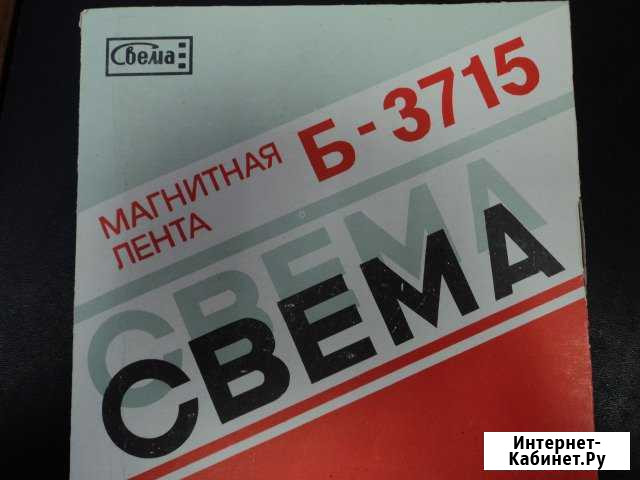 Свема
Б-3715
МАГНИТНАЯ
ЛЕНТА
СВЕМА
СВЕМА
Интернет-
Кабинет.Ру